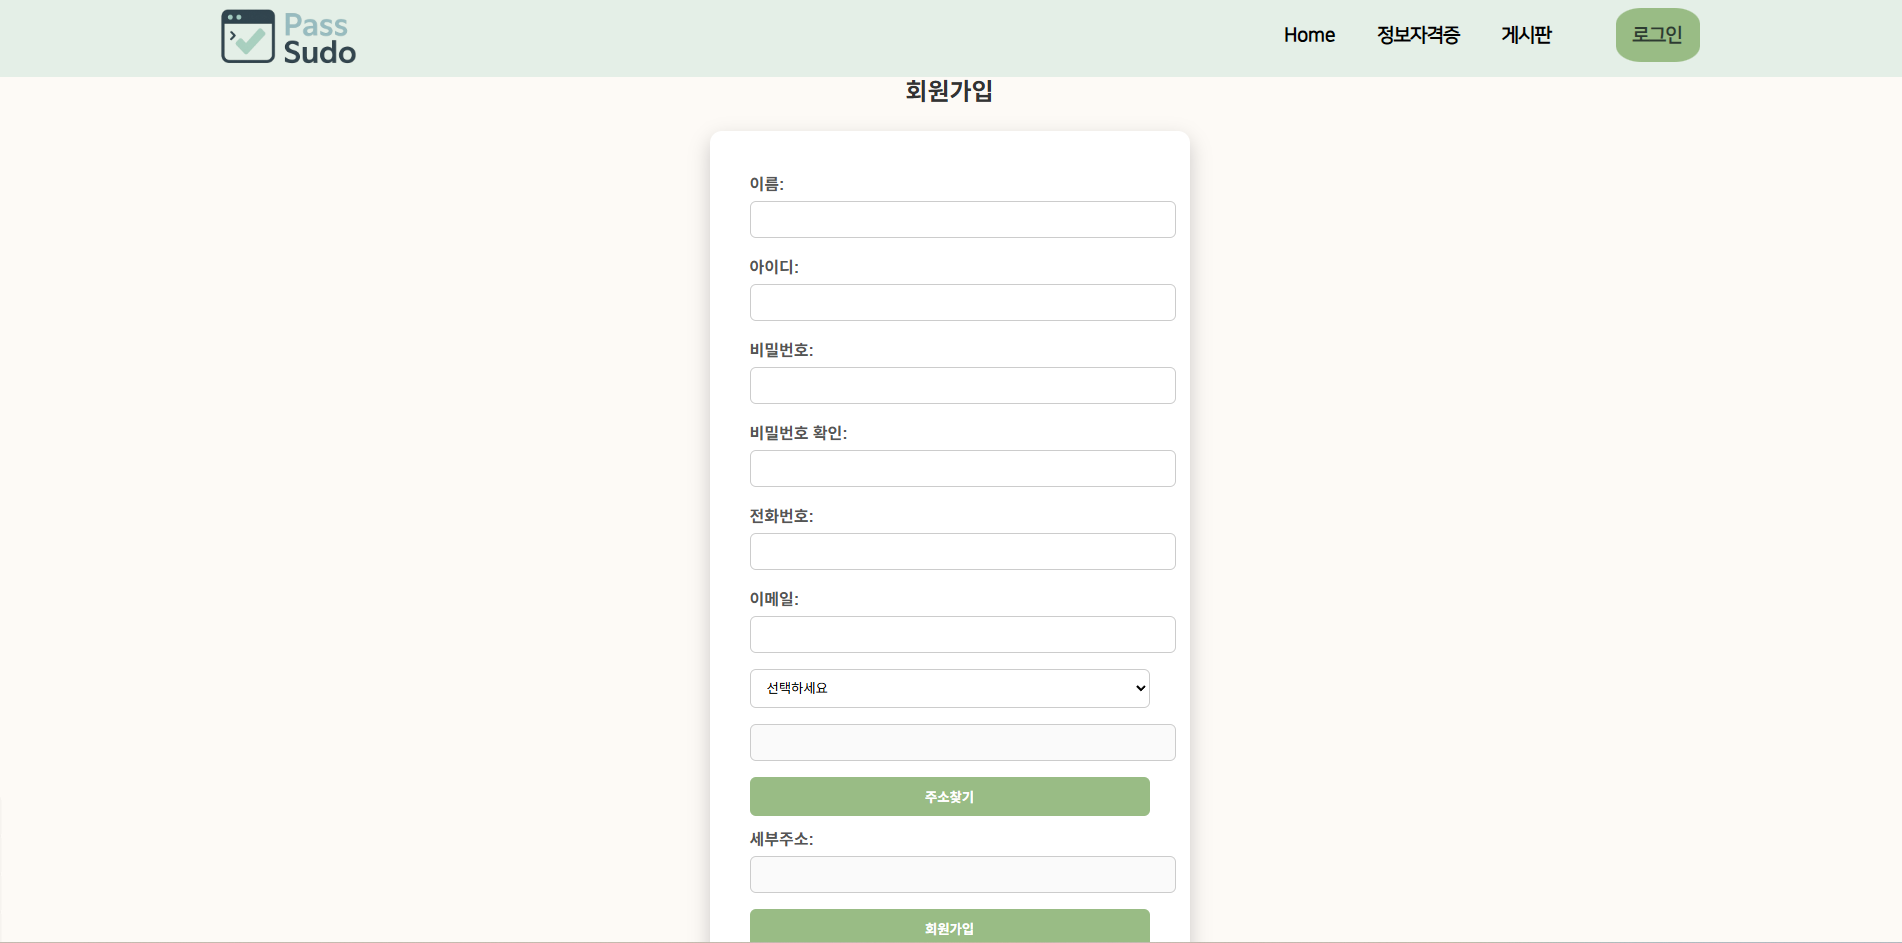 Pass
Sudo
Home 정보자격증 게시판 로그인
회원가입
이름:
아이디:
비밀번호:
비밀번호 확인:
전화번호:
이메일:
선택하세요
주소찾기
세부주소:
회원가입